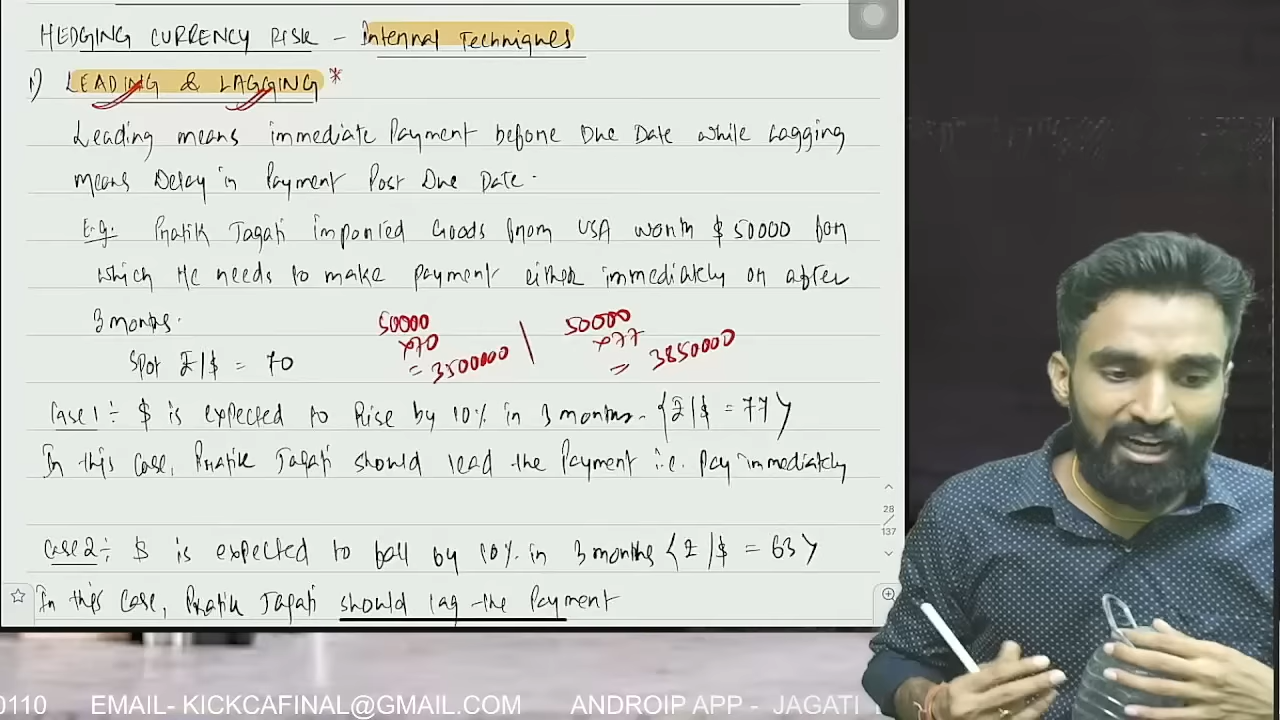 HEDGING CURRENCY RISK - Internal Techniques
1) LEADING & LAGGING *
Leading means immediate Payment before Due Date while Lagging
means Delay in Payment Post Due Date.
E.g. Pratik Jagati imported Goods from USA worth $ 50000 for
which He needs to make payment either immediately or after
3 months.
50000
×70
= 3500000
50000
×77
= 3850000
Spot ₹/$ = 70
Case 1 ÷ $ is expected to Rise by 10% in 3 months. {₹/$ = 77}
In this case, Pratik Jagati should lead the Payment i.e. pay immediately
28
/
137
Case 2 ÷ $ is expected to fall by 10% in 3 months {₹/$ = 63}
In this Case, Pratik Jagati should lag the Payment
0110 EMAIL- KICKCAFINAL@GMAIL.COM ANDROIP APP - JAGATI